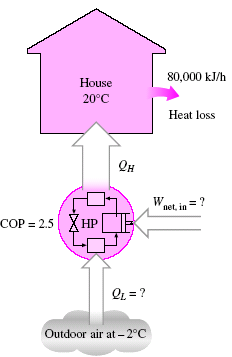 House
20°C
80,000 kJ/h
Heat loss
Q_H
W_net, in = ?
COP = 2.5
HP
Q_L = ?
Outdoor air at – 2°C